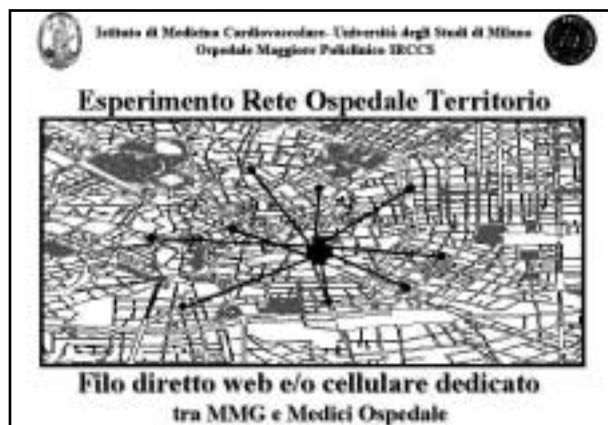 Istituto di Medicina Cardiovascolare- Università degli Studi di Milano
Ospedale Maggiore Policlinico IRCCS
Esperimento Rete Ospedale Territorio
Filo diretto web e/o cellulare dedicato
tra MMG e Medici Ospedale